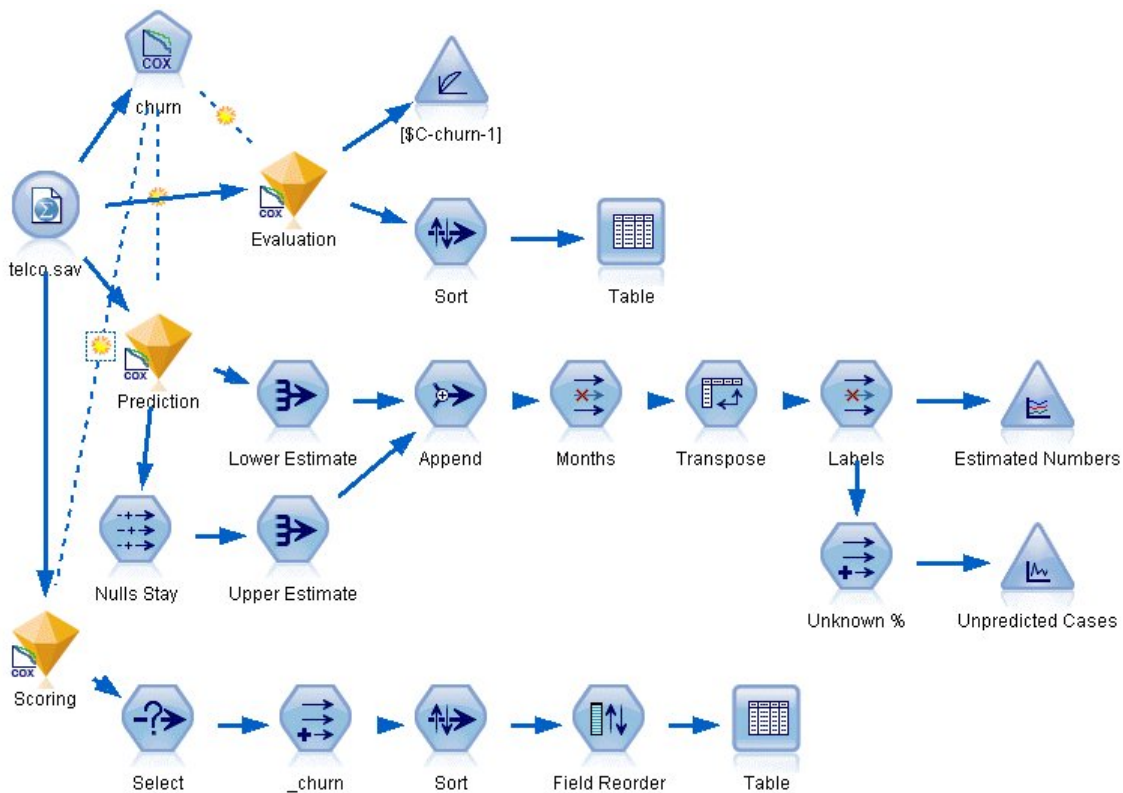 COX
churn
[$C-churn-1]
telco.sav
COX
Evaluation
Sort
Table
COX
Prediction
Lower Estimate
Append
Months
Transpose
Labels
Estimated Numbers
Nulls Stay
Upper Estimate
Unknown %
Unpredicted Cases
COX
Scoring
Select
_churn
Sort
Field Reorder
Table